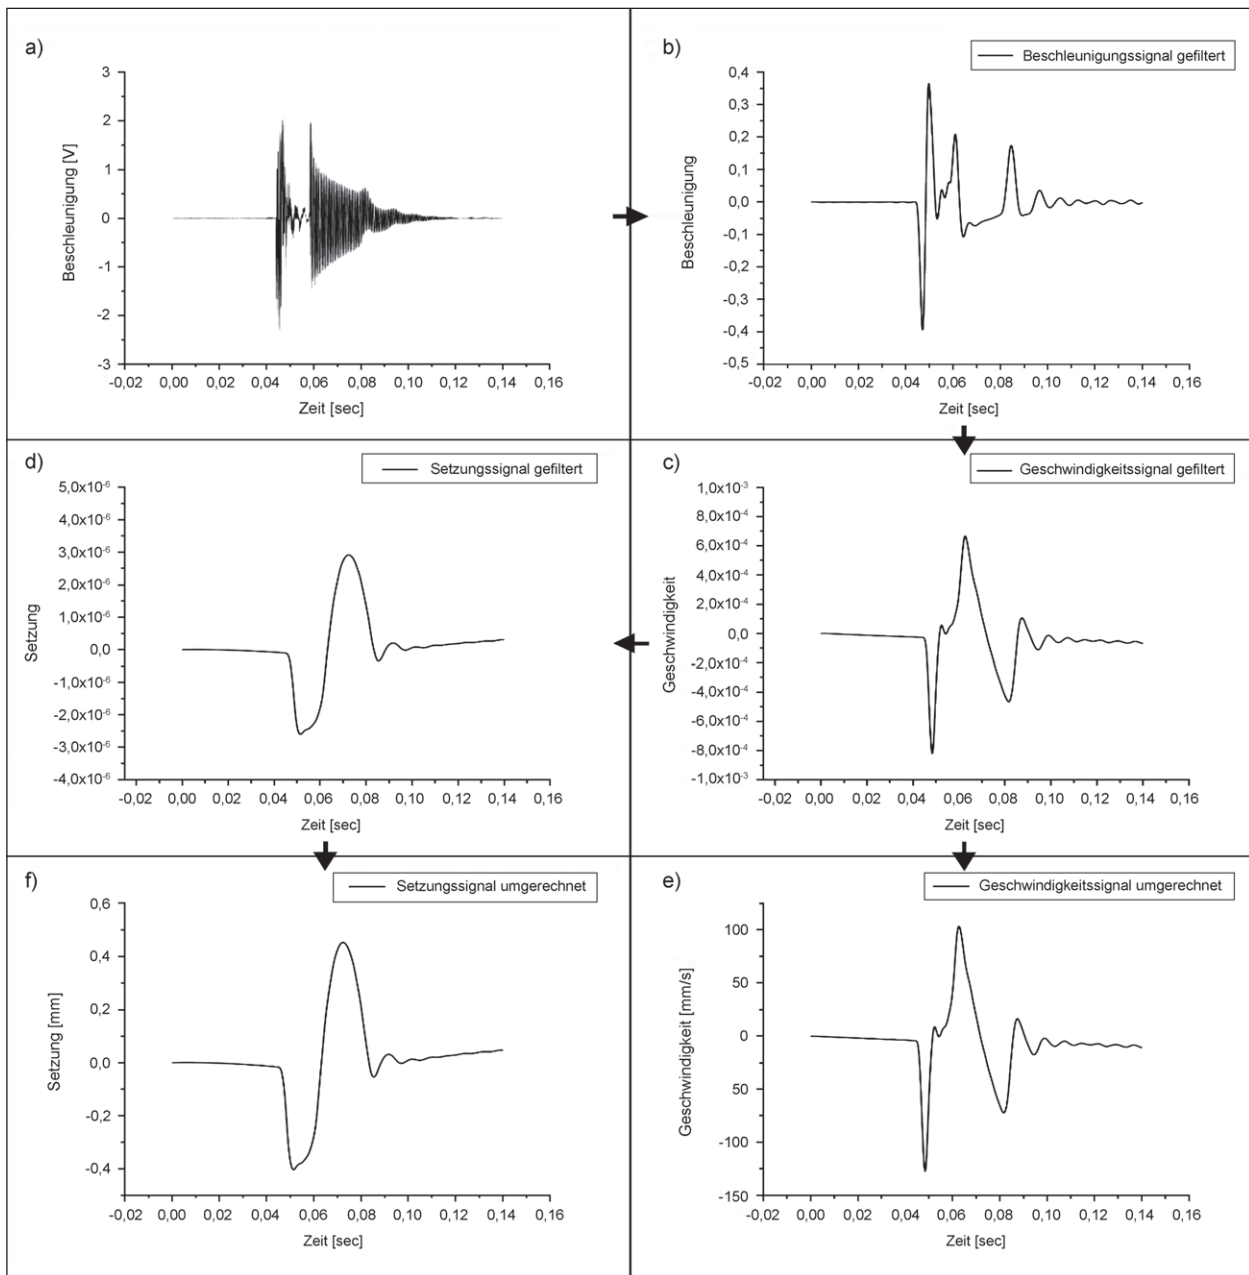 a)
3
2
1
0
-1
-2
-3
Beschleunigung [V]
-0,02 0,00 0,02 0,04 0,06 0,08 0,10 0,12 0,14 0,16
Zeit [sec]
b)
Beschleunigungssignal gefiltert
0,4
0,3
0,2
0,1
0,0
-0,1
-0,2
-0,3
-0,4
-0,5
Beschleunigung
-0,02 0,00 0,02 0,04 0,06 0,08 0,10 0,12 0,14 0,16
Zeit [sec]
d)
Setzungssignal gefiltert
5,0x10⁻⁶
4,0x10⁻⁶
3,0x10⁻⁶
2,0x10⁻⁶
1,0x10⁻⁶
0,0
-1,0x10⁻⁶
-2,0x10⁻⁶
-3,0x10⁻⁶
-4,0x10⁻⁶
Setzung
-0,02 0,00 0,02 0,04 0,06 0,08 0,10 0,12 0,14 0,16
Zeit [sec]
c)
Geschwindigkeitssignal gefiltert
1,0x10⁻³
8,0x10⁻⁴
6,0x10⁻⁴
4,0x10⁻⁴
2,0x10⁻⁴
0,0
-2,0x10⁻⁴
-4,0x10⁻⁴
-6,0x10⁻⁴
-8,0x10⁻⁴
-1,0x10⁻³
Geschwindigkeit
-0,02 0,00 0,02 0,04 0,06 0,08 0,10 0,12 0,14 0,16
Zeit [sec]
f)
Setzungssignal umgerechnet
0,6
0,4
0,2
0,0
-0,2
-0,4
Setzung [mm]
-0,02 0,00 0,02 0,04 0,06 0,08 0,10 0,12 0,14 0,16
Zeit [sec]
e)
Geschwindigkeitssignal umgerechnet
100
50
0
50
-100
-150
Geschwindigkeit [mm/s]
-0,02 0,00 0,02 0,04 0,06 0,08 0,10 0,12 0,14 0,16
Zeit [sec]